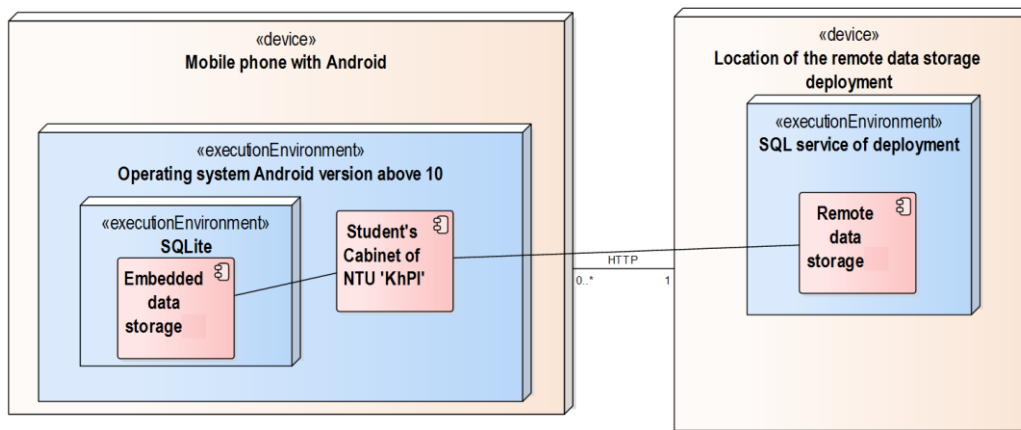 «device»
Mobile phone with Android
«executionEnvironment»
Operating system Android version above 10
«executionEnvironment»
SQLite
Embedded
data
storage
Student's
Cabinet of
NTU 'KhPI'
HTTP
0..*
1
«device»
Location of the remote data storage
deployment
«executionEnvironment»
SQL service of deployment
Remote
data
storage